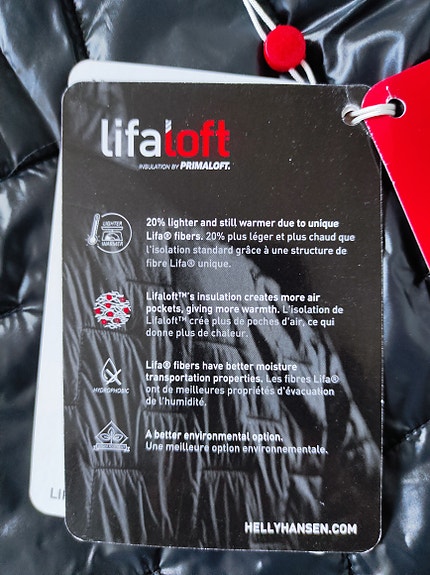 lifaloft™
INSULATION BY PRIMALOFT.
LIGHTER
WARMER
20% lighter and still warmer due to unique
Lifa® fibers. 20% plus léger et plus chaud que
l'isolation standard grâce à une structure de
fibre Lifa® unique.
Lifaloft™'s insulation creates more air
pockets, giving more warmth. L'isolation de
Lifaloft™ crée plus de poches d'air, ce qui
donne plus de chaleur.
HYDROPHOBIC
Lifa® fibers have better moisture
transportation properties. Les fibres Lifa®
ont de meilleures propriétés d'évacuation
de l'humidité.
A better environmental option.
Une meilleure option environnementale.
HELLYHANSEN.COM